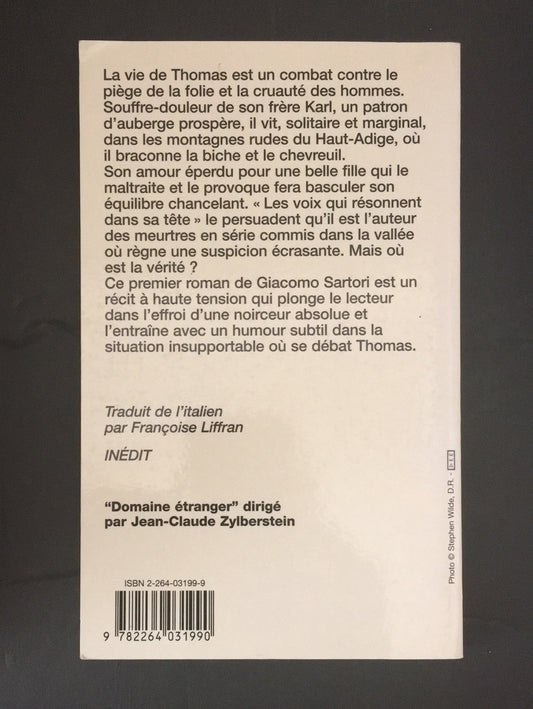 La vie de Thomas est un combat contre le
piège de la folie et la cruauté des hommes.
Souffre-douleur de son frère Karl, un patron
d'auberge prospère, il vit, solitaire et marginal,
dans les montagnes rudes du Haut-Adige, où
il braconne la biche et le chevreuil.
Son amour éperdu pour une belle fille qui le
maltraite et le provoque fera basculer son
équilibre chancelant. « Les voix qui résonnent
dans sa tête » le persuadent qu'il est l'auteur
des meurtres en série commis dans la vallée
où règne une suspicion écrasante. Mais où
est la vérité ?
Ce premier roman de Giacomo Sartori est un
récit à haute tension qui plonge le lecteur
dans l'effroi d'une noirceur absolue et
l'entraîne avec un humour subtil dans la
situation insupportable où se débat Thomas.
Traduit de l'italien
par Françoise Liffran
INÉDIT
“Domaine étranger” dirigé
par Jean-Claude Zylberstein
ISBN 2-264-03199-9
9 782264 031990
Photo © Stephen Wilde, D.R. -